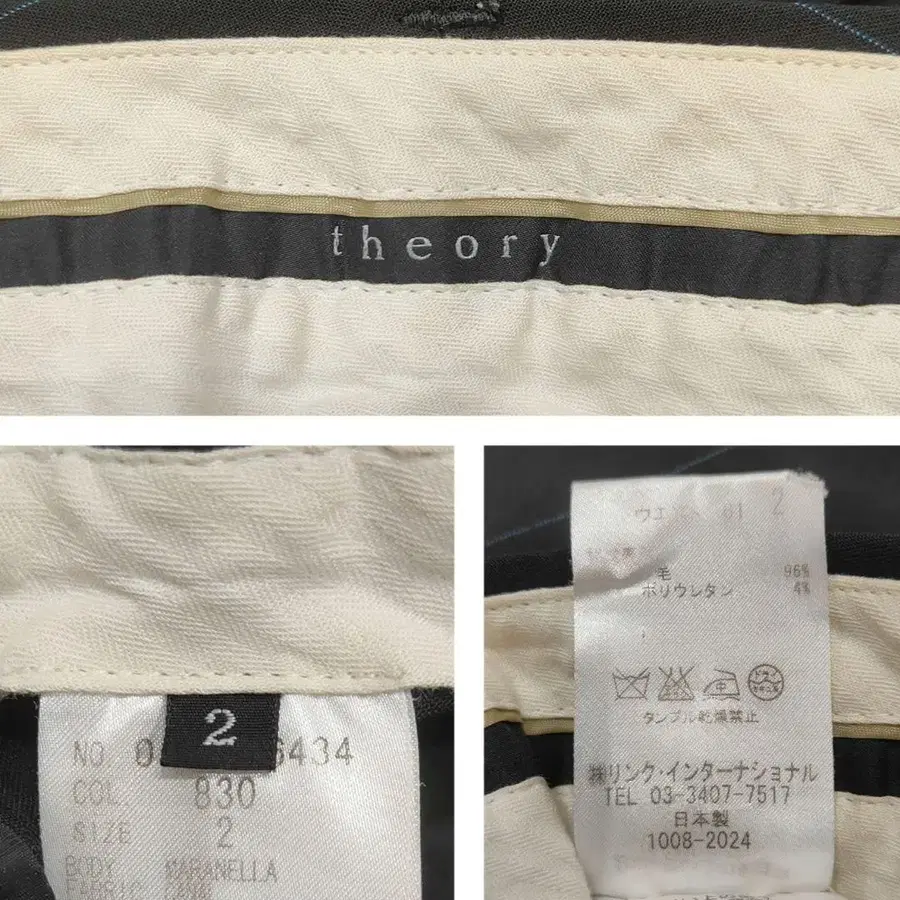 theory
2
NO. 0 6434
COL. 830
SIZE 2
BODY MARANELLA
FABRIC
2
毛 96%
ポリウレタン 4%
タンブル乾燥禁止
㈱リンク・インターナショナル
TEL 03-3407-7517
日本製
1008-2024